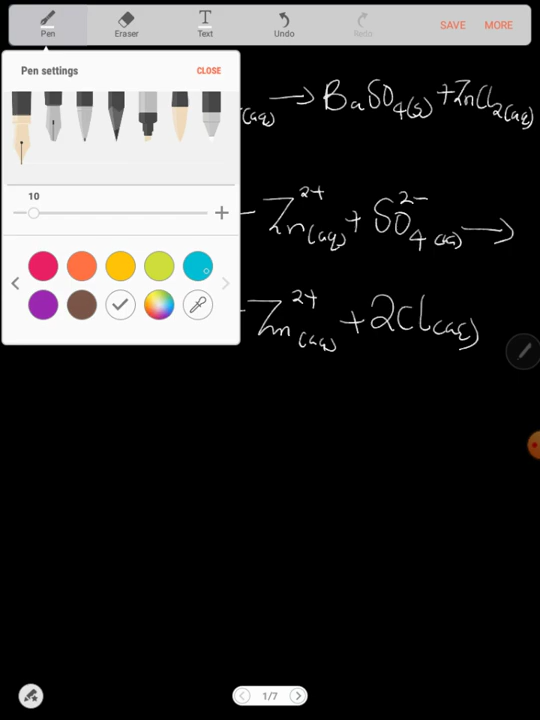 Pen Eraser Text Undo Redo SAVE MORE
Pen settings CLOSE
10
(aq) → BaSO4(s) + ZnCl2(aq)
- Zn2+(aq) + SO42-4(aq) →
- Zn2+(aq) + 2Cl(aq)
1/7